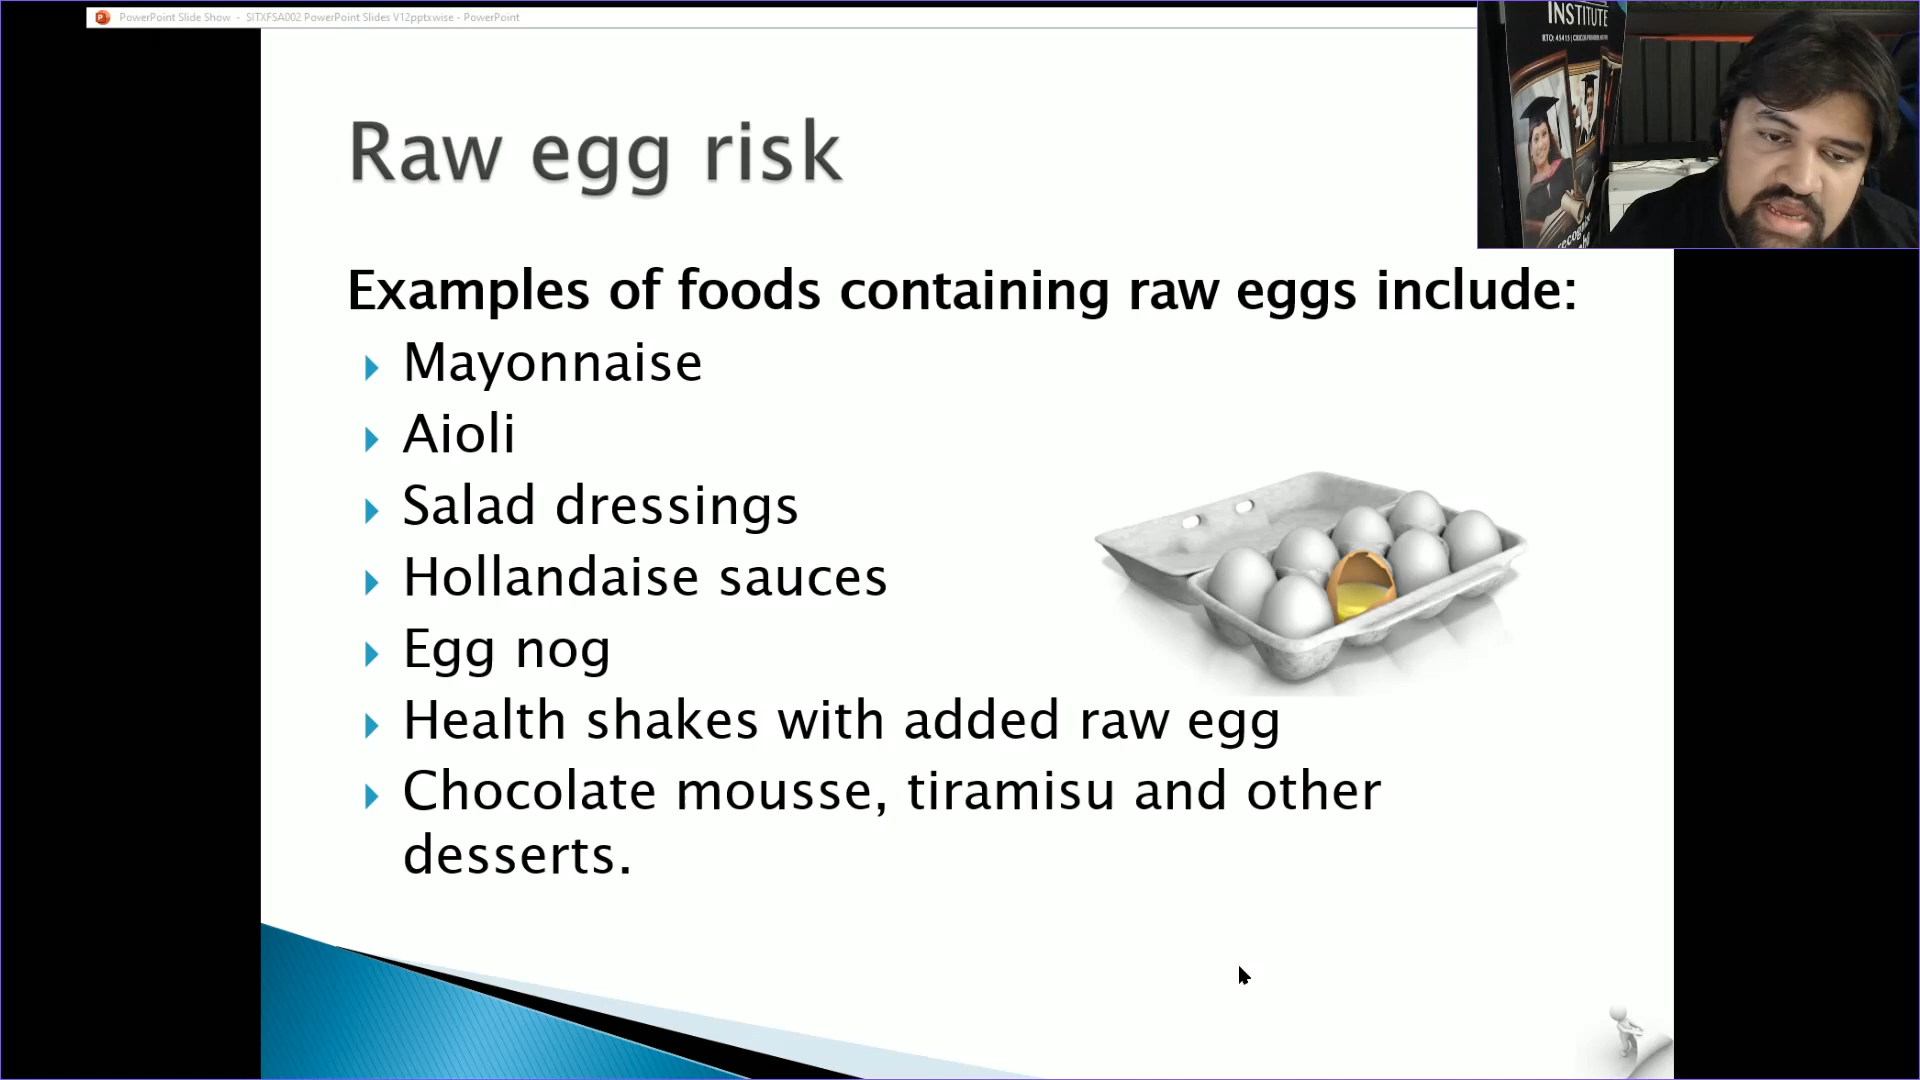 PowerPoint Slide Show - SITXFSA002 PowerPoint Slides V12pptxwise - PowerPoint
INSTITUTE
RTO: 45415
Raw egg risk
Examples of foods containing raw eggs include:
Mayonnaise
Aioli
Salad dressings
Hollandaise sauces
Egg nog
Health shakes with added raw egg
Chocolate mousse, tiramisu and other
desserts.